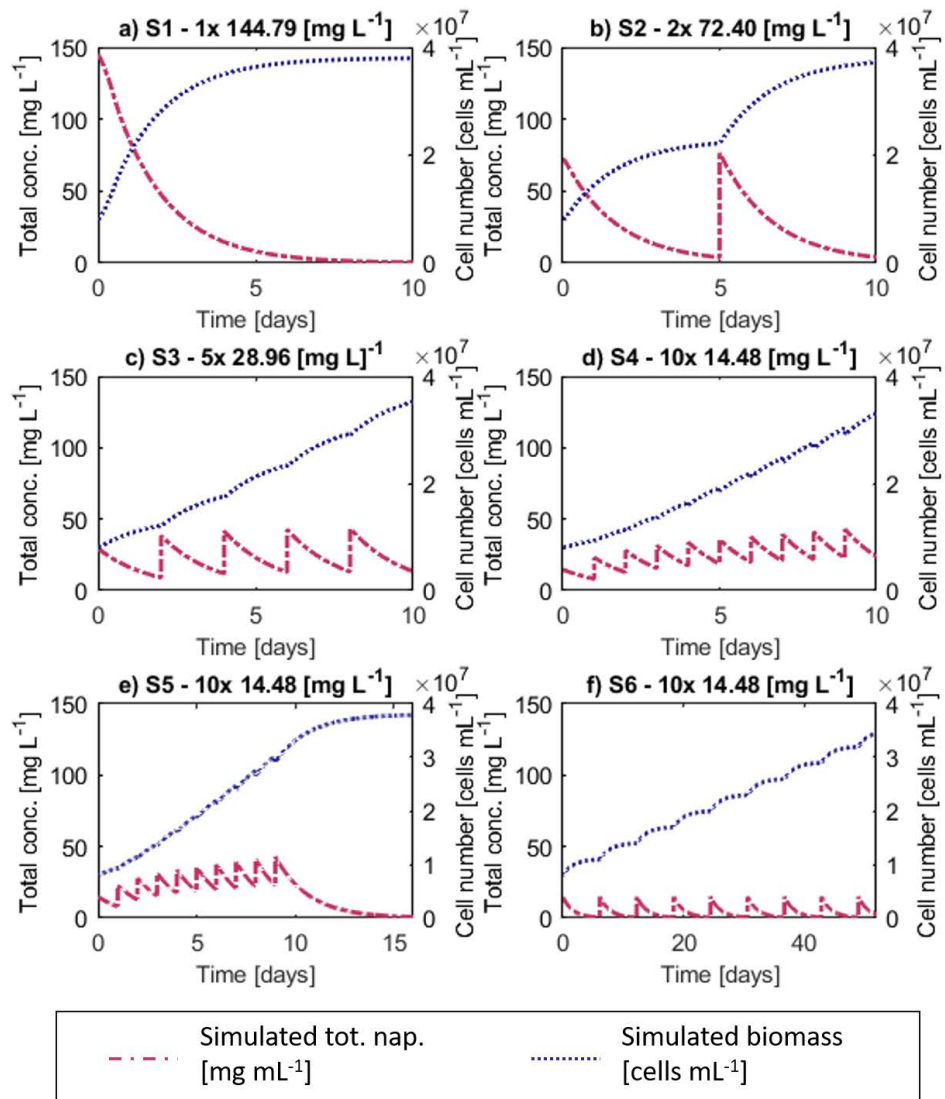 a) S1 - 1x 144.79 [mg L⁻¹]
×10⁷
Total conc. [mg L⁻¹]
150
100
50
0
4
2
0
Cell number [cells mL⁻¹]
0
5
10
Time [days]
b) S2 - 2x 72.40 [mg L⁻¹]
×10⁷
Total conc. [mg L⁻¹]
150
100
50
0
4
2
0
Cell number [cells mL⁻¹]
0
5
10
Time [days]
c) S3 - 5x 28.96 [mg L]⁻¹
×10⁷
Total conc. [mg L⁻¹]
150
100
50
0
4
2
0
Cell number [cells mL⁻¹]
0
5
10
Time [days]
d) S4 - 10x 14.48 [mg L⁻¹]
×10⁷
Total conc. [mg L⁻¹]
150
100
50
0
4
2
0
Cell number [cells mL⁻¹]
0
5
10
Time [days]
e) S5 - 10x 14.48 [mg L⁻¹]
×10⁷
Total conc. [mg L⁻¹]
150
100
50
0
4
3
2
1
0
Cell number [cells mL⁻¹]
0
5
10
15
Time [days]
f) S6 - 10x 14.48 [mg L⁻¹]
×10⁷
Total conc. [mg L⁻¹]
150
100
50
0
4
3
2
1
0
Cell number [cells mL⁻¹]
0
20
40
Time [days]
Simulated tot. nap.
[mg mL⁻¹]
Simulated biomass
[cells mL⁻¹]